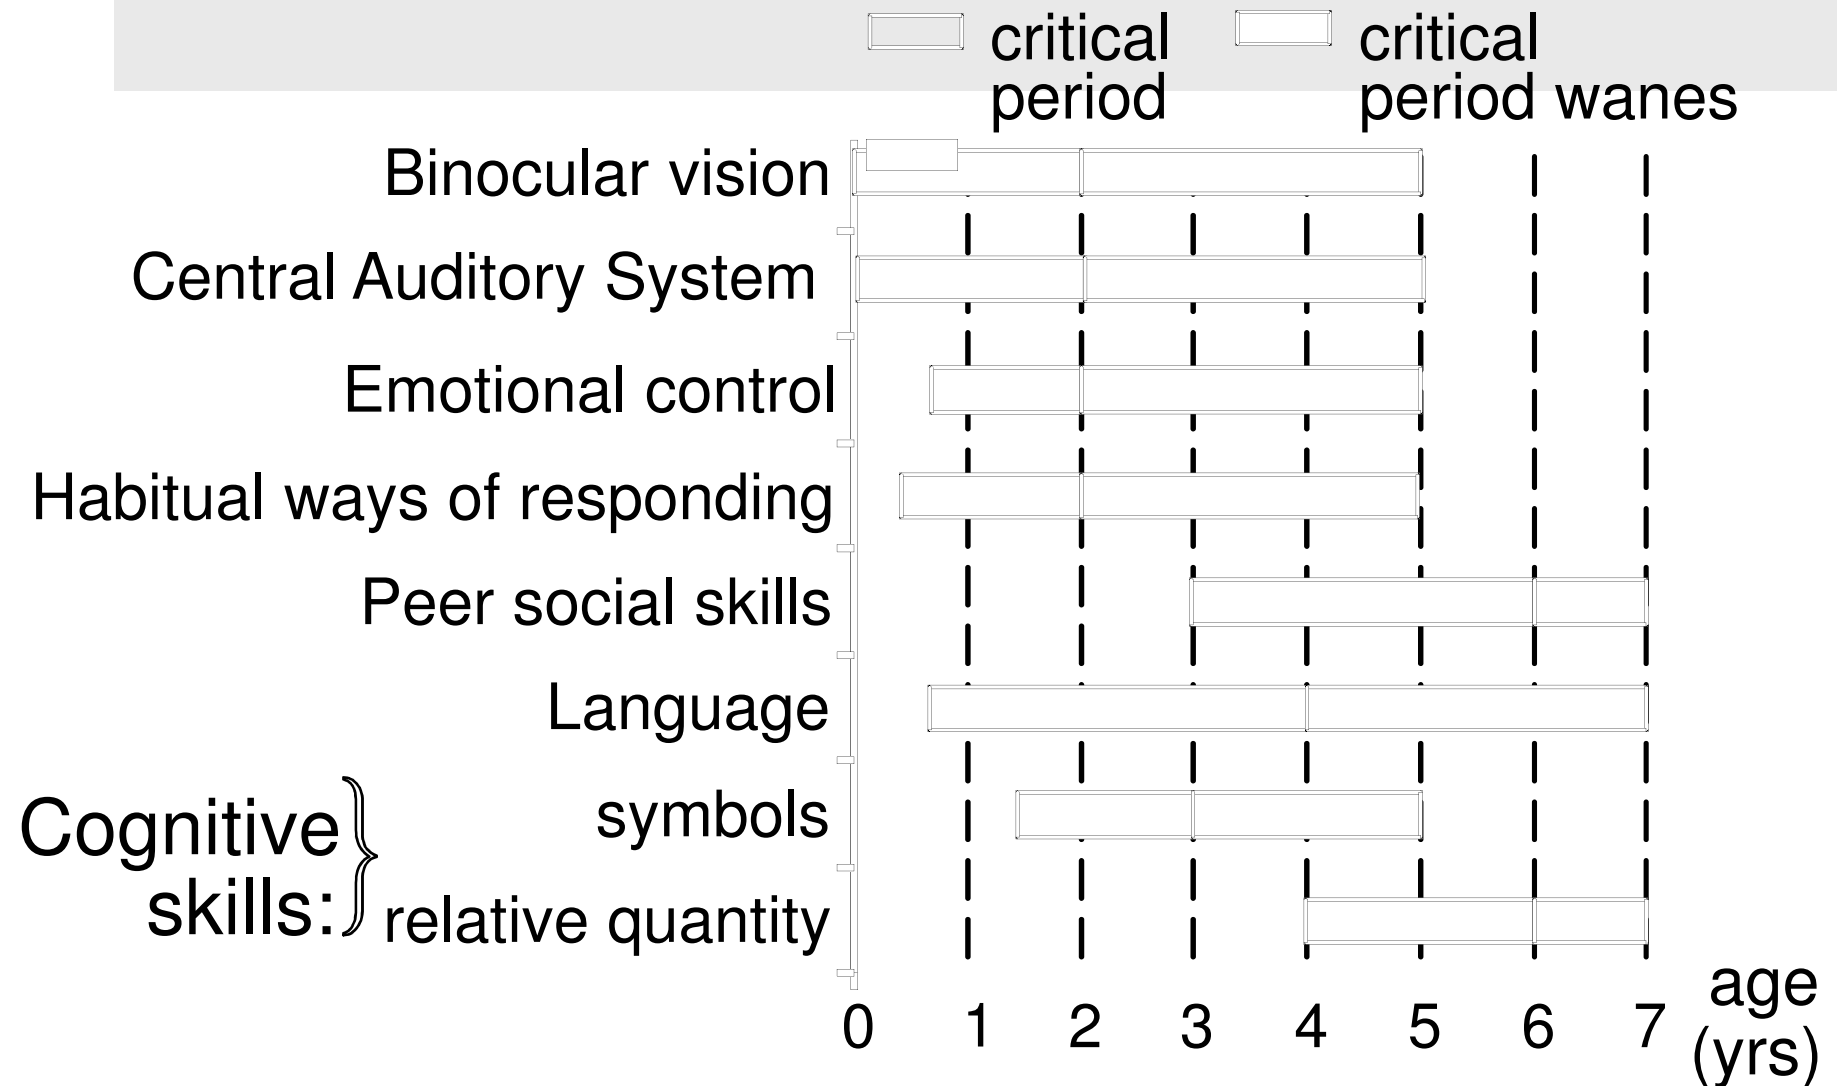 critical
period
critical
period wanes
Binocular vision
Central Auditory System
Emotional control
Habitual ways of responding
Peer social skills
Language
Cognitive
skills:
symbols
relative quantity
0 1 2 3 4 5 6 7
age
(yrs)